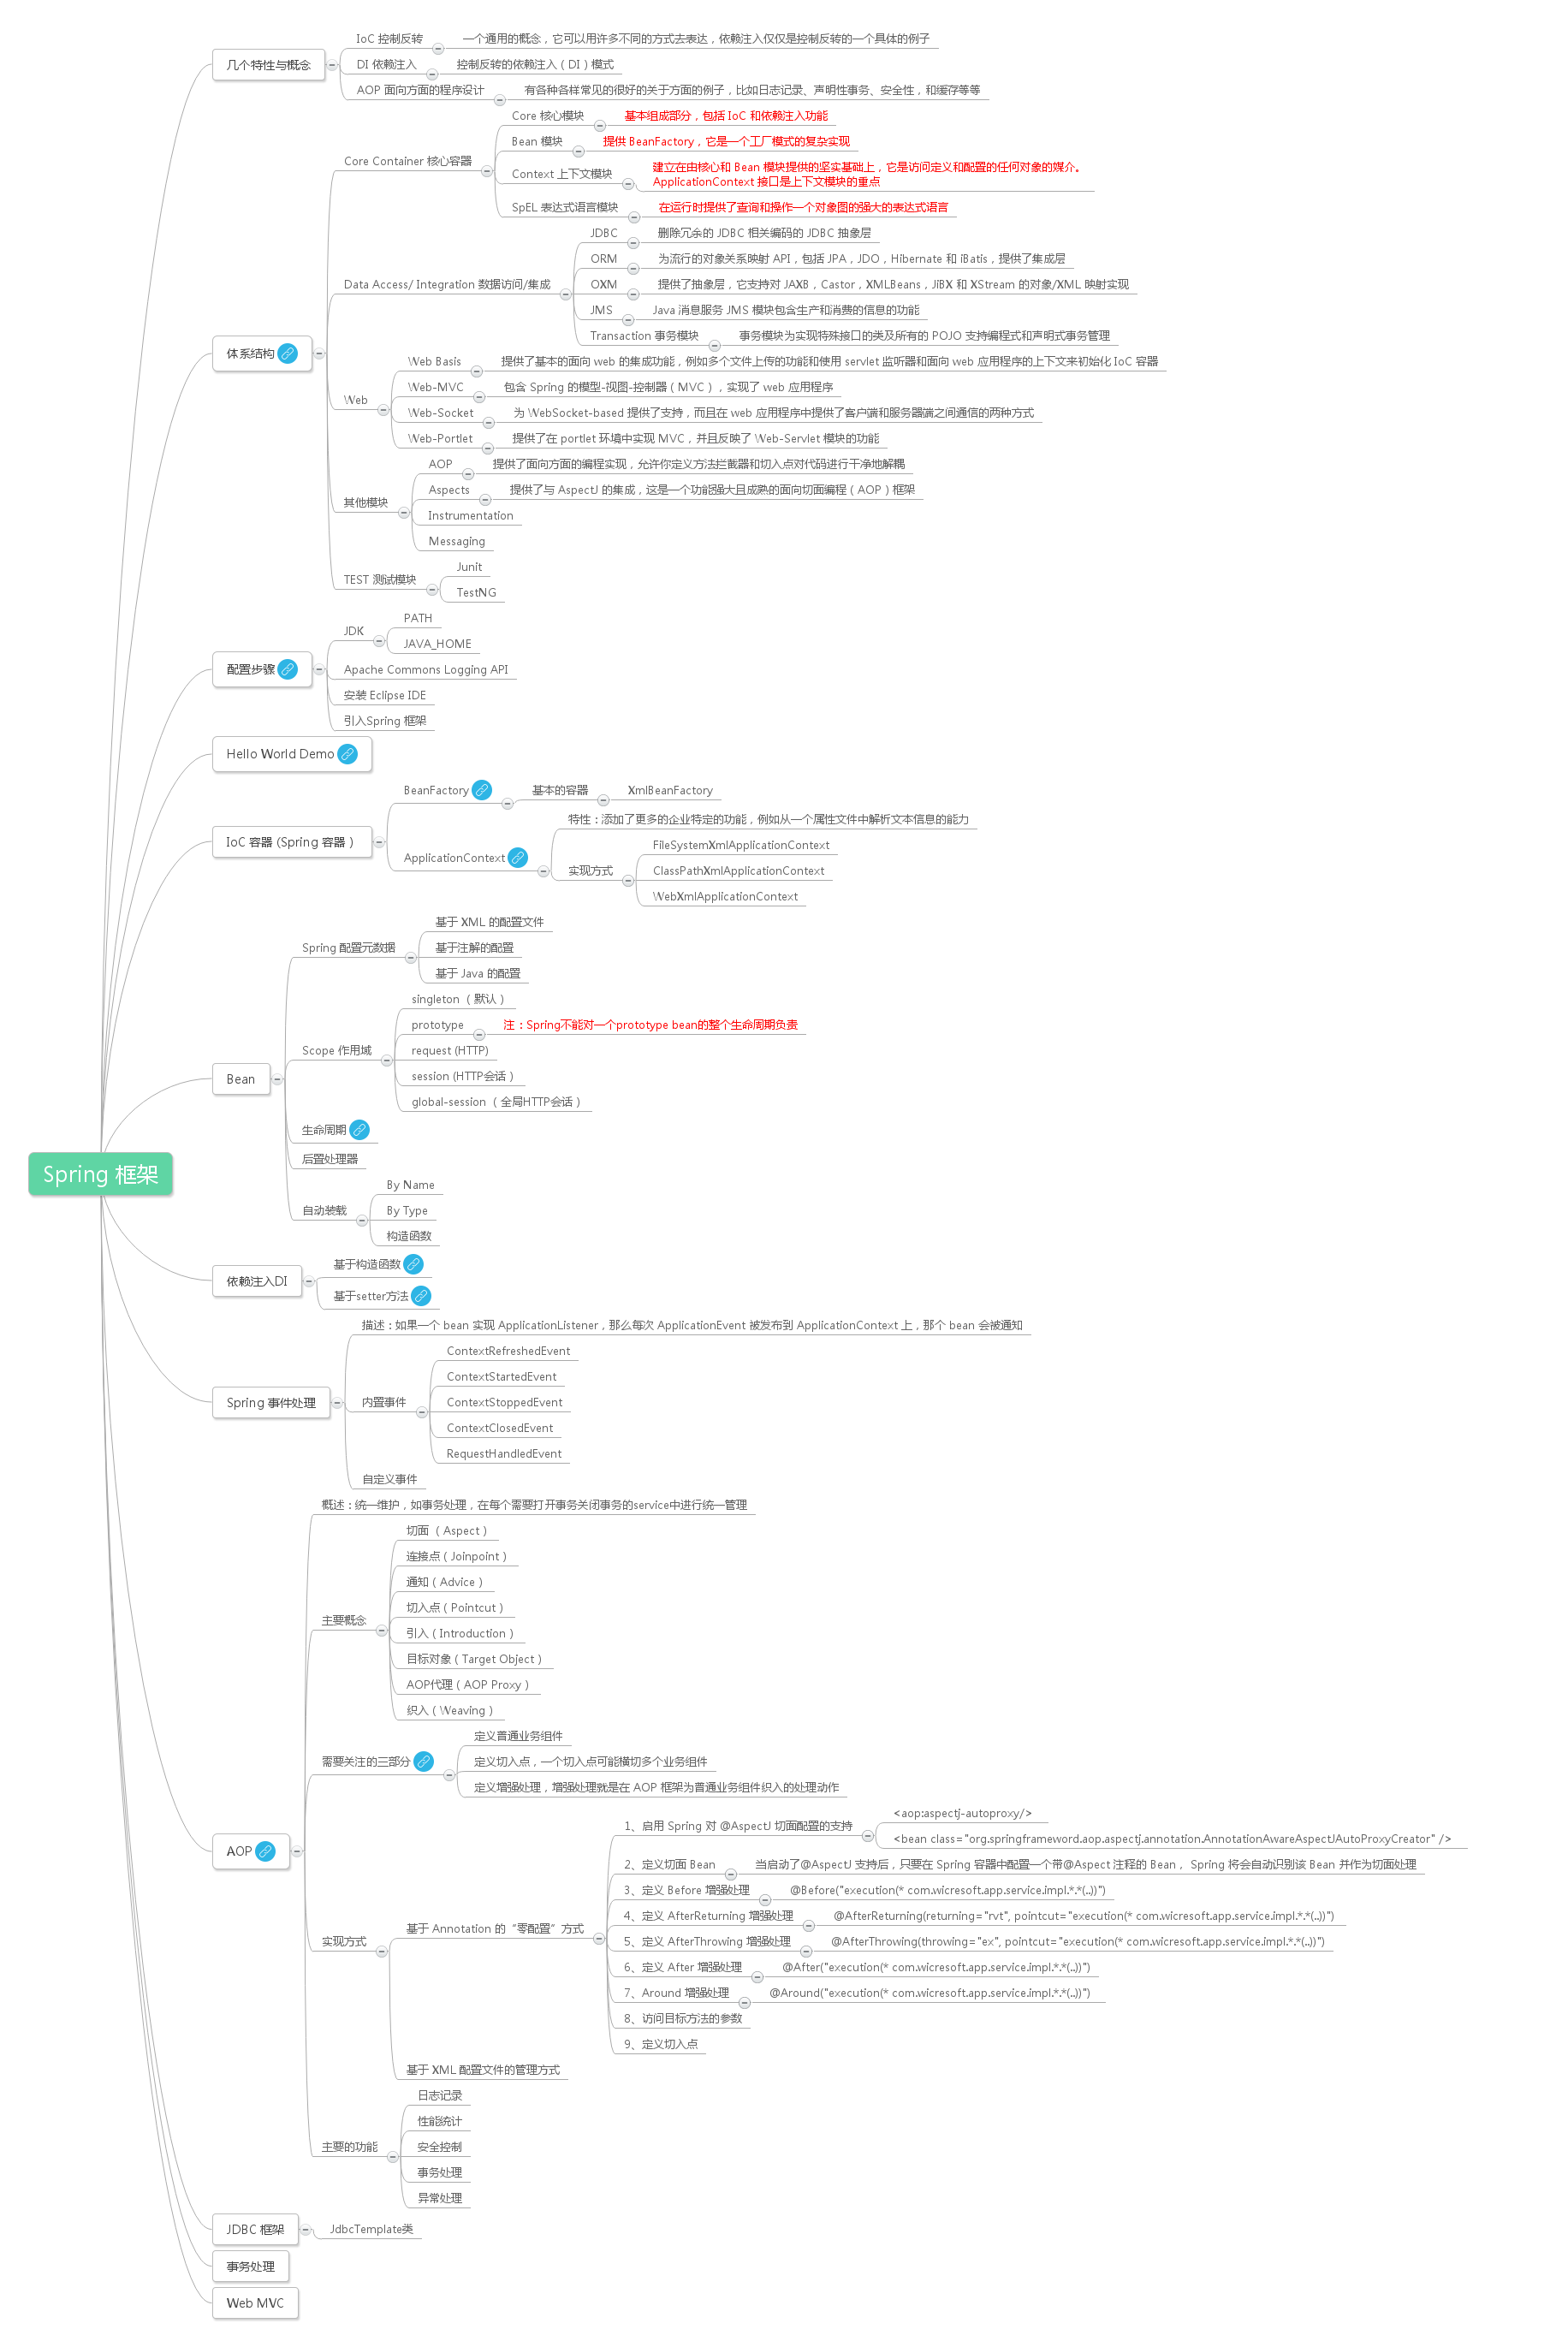 几个特性与概念
IoC 控制反转
一个通用的概念，它可以用许多不同的方式去表达，依赖注入仅仅是控制反转的一个具体的例子
DI 依赖注入
控制反转的依赖注入（DI）模式
AOP 面向方面的程序设计
有各种各样常见的很好的关于方面的例子，比如日志记录、声明性事务、安全性，和缓存等等
体系结构
Core Container 核心容器
Core 核心模块
基本组成部分，包括 IoC 和依赖注入功能
Bean 模块
提供 BeanFactory，它是一个工厂模式的复杂实现
Context 上下文模块
建立在由核心和 Bean 模块提供的坚实基础上，它是访问定义和配置的任何对象的媒介。
ApplicationContext 接口是上下文模块的重点
SpEL 表达式语言模块
在运行时提供了查询和操作一个对象图的强大的表达式语言
Data Access/ Integration 数据访问/集成
JDBC
删除冗余的 JDBC 相关编码的 JDBC 抽象层
ORM
为流行的对象关系映射 API，包括 JPA，JDO，Hibernate 和 iBatis，提供了集成层
OXM
提供了抽象层，它支持对 JAXB，Castor，XMLBeans，JiBX 和 XStream 的对象/XML 映射实现
JMS
Java 消息服务 JMS 模块包含生产和消费的信息的功能
Transaction 事务模块
事务模块为实现特殊接口的类及所有的 POJO 支持编程式和声明式事务管理
Web
Web Basis
提供了基本的面向 web 的集成功能，例如多个文件上传的功能和使用 servlet 监听器和面向 web 应用程序的上下文来初始化 IoC 容器
Web-MVC
包含 Spring 的模型-视图-控制器（MVC），实现了 web 应用程序
Web-Socket
为 WebSocket-based 提供了支持，而且在 web 应用程序中提供了客户端和服务器端之间通信的两种方式
Web-Portlet
提供了在 portlet 环境中实现 MVC，并且反映了 Web-Servlet 模块的功能
其他模块
AOP
提供了面向方面的编程实现，允许你定义方法拦截器和切入点对代码进行干净地解耦
Aspects
提供了与 AspectJ 的集成，这是一个功能强大且成熟的面向切面编程（AOP）框架
Instrumentation
Messaging
TEST 测试模块
Junit
TestNG
配置步骤
JDK
PATH
JAVA_HOME
Apache Commons Logging API
安装 Eclipse IDE
引入Spring 框架
Hello World Demo
IoC 容器 (Spring 容器）
BeanFactory
基本的容器
XmlBeanFactory
ApplicationContext
特性：添加了更多的企业特定的功能，例如从一个属性文件中解析文本信息的能力
实现方式
FileSystemXmlApplicationContext
ClassPathXmlApplicationContext
WebXmlApplicationContext
Bean
Spring 配置元数据
基于 XML 的配置文件
基于注解的配置
基于 Java 的配置
Scope 作用域
singleton （默认）
prototype
注：Spring不能对一个prototype bean的整个生命周期负责
request (HTTP)
session (HTTP会话）
global-session （全局HTTP会话）
生命周期
后置处理器
自动装载
By Name
By Type
构造函数
Spring 框架
依赖注入DI
基于构造函数
基于setter方法
Spring 事件处理
描述：如果一个 bean 实现 ApplicationListener，那么每次 ApplicationEvent 被发布到 ApplicationContext 上，那个 bean 会被通知
内置事件
ContextRefreshedEvent
ContextStartedEvent
ContextStoppedEvent
ContextClosedEvent
RequestHandledEvent
自定义事件
AOP
概述：统一维护，如事务处理，在每个需要打开事务关闭事务的service中进行统一管理
主要概念
切面 （Aspect）
连接点（Joinpoint）
通知（Advice）
切入点（Pointcut）
引入（Introduction）
目标对象（Target Object）
AOP代理（AOP Proxy）
织入（Weaving）
需要关注的三部分
定义普通业务组件
定义切入点，一个切入点可能横切多个业务组件
定义增强处理，增强处理就是在 AOP 框架为普通业务组件织入的处理动作
实现方式
基于 Annotation 的“零配置”方式
1、启用 Spring 对 @AspectJ 切面配置的支持
<aop:aspectj-autoproxy/>
<bean class="org.springframeword.aop.aspectj.annotation.AnnotationAwareAspectJAutoProxyCreator" />
2、定义切面 Bean
当启动了@AspectJ 支持后，只要在 Spring 容器中配置一个带@Aspect 注释的 Bean， Spring 将会自动识别该 Bean 并作为切面处理
3、定义 Before 增强处理
@Before("execution(* com.wicresoft.app.service.impl.*.*(..))")
4、定义 AfterReturning 增强处理
@AfterReturning(returning="rvt", pointcut="execution(* com.wicresoft.app.service.impl.*.*(..))")
5、定义 AfterThrowing 增强处理
@AfterThrowing(throwing="ex", pointcut="execution(* com.wicresoft.app.service.impl.*.*(..))")
6、定义 After 增强处理
@After("execution(* com.wicresoft.app.service.impl.*.*(..))")
7、Around 增强处理
@Around("execution(* com.wicresoft.app.service.impl.*.*(..))")
8、访问目标方法的参数
9、定义切入点
基于 XML 配置文件的管理方式
主要的功能
日志记录
性能统计
安全控制
事务处理
异常处理
JDBC 框架
JdbcTemplate类
事务处理
Web MVC